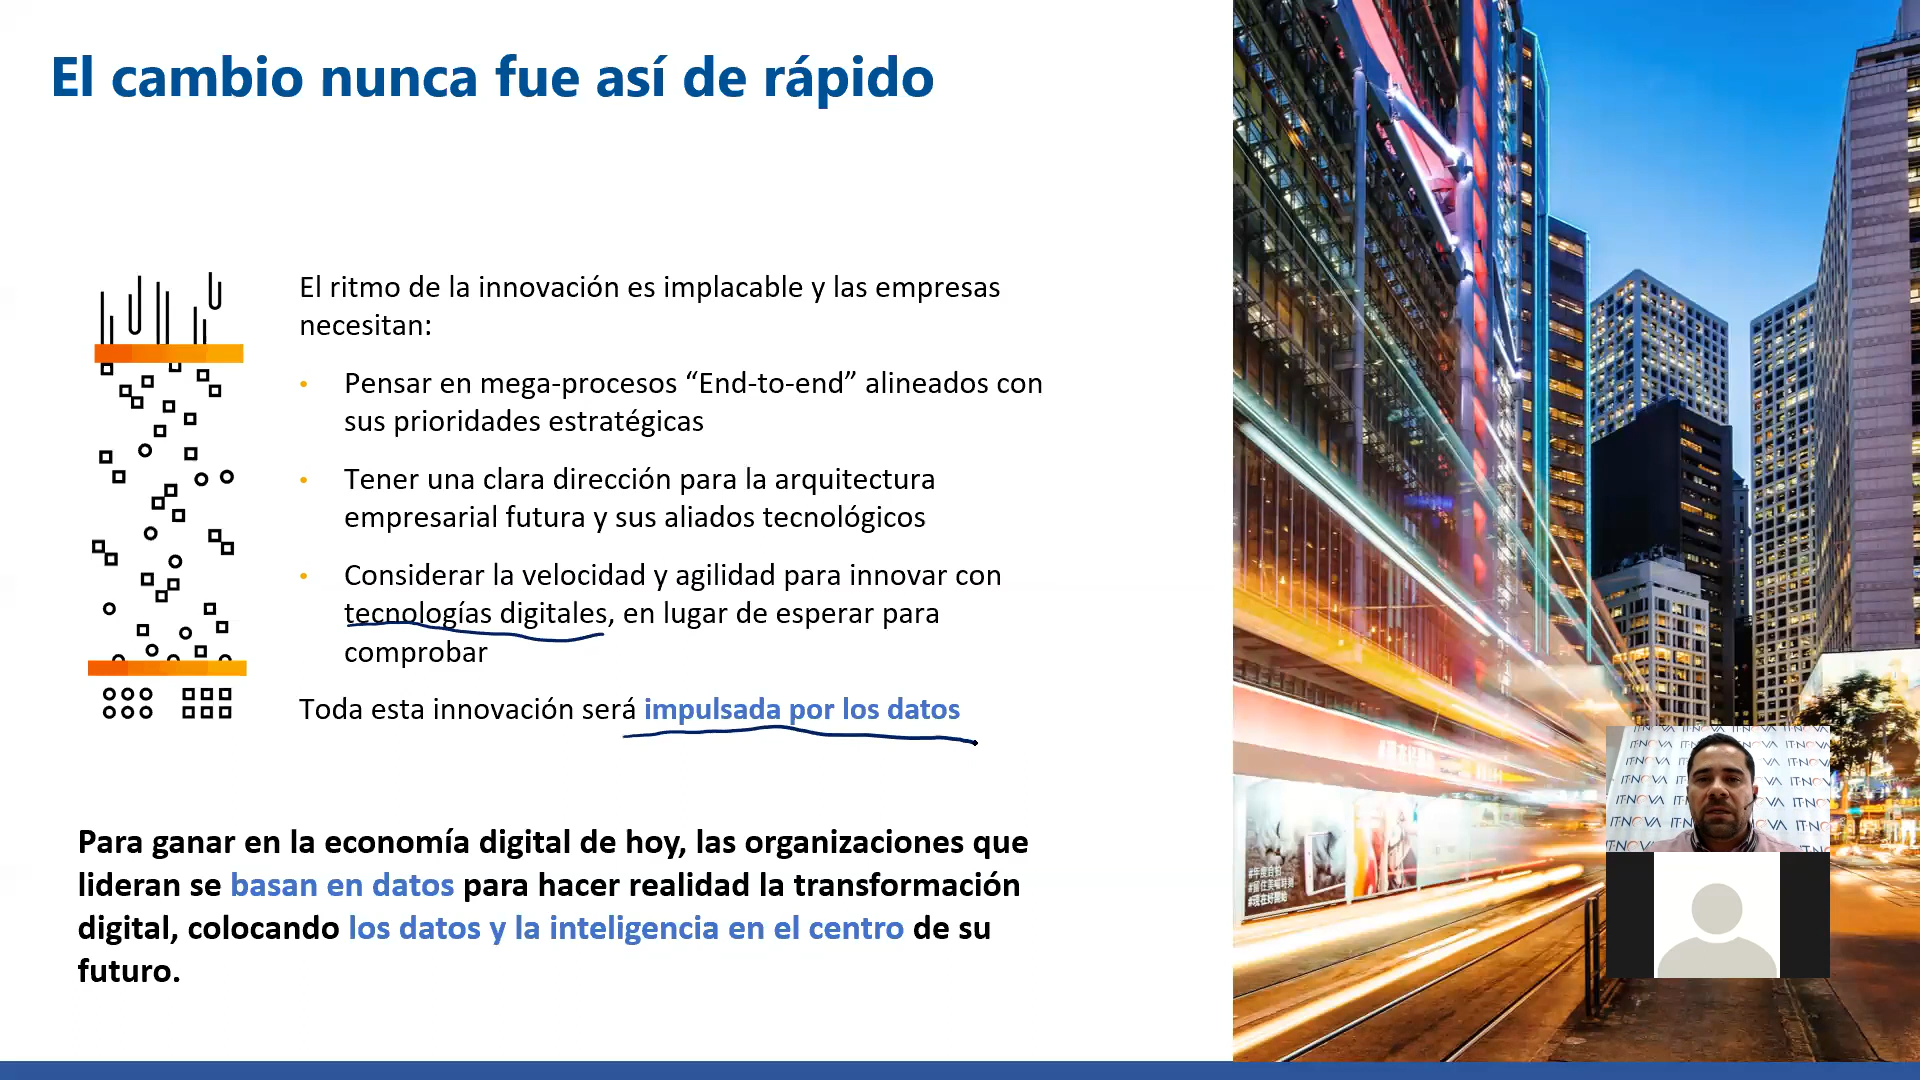 El cambio nunca fue así de rápido
El ritmo de la innovación es implacable y las empresas
necesitan:
• Pensar en mega-procesos “End-to-end” alineados con
sus prioridades estratégicas
• Tener una clara dirección para la arquitectura
empresarial futura y sus aliados tecnológicos
• Considerar la velocidad y agilidad para innovar con
tecnologías digitales, en lugar de esperar para
comprobar
Toda esta innovación será impulsada por los datos
Para ganar en la economía digital de hoy, las organizaciones que
lideran se basan en datos para hacer realidad la transformación
digital, colocando los datos y la inteligencia en el centro de su
futuro.
IT-NOVA